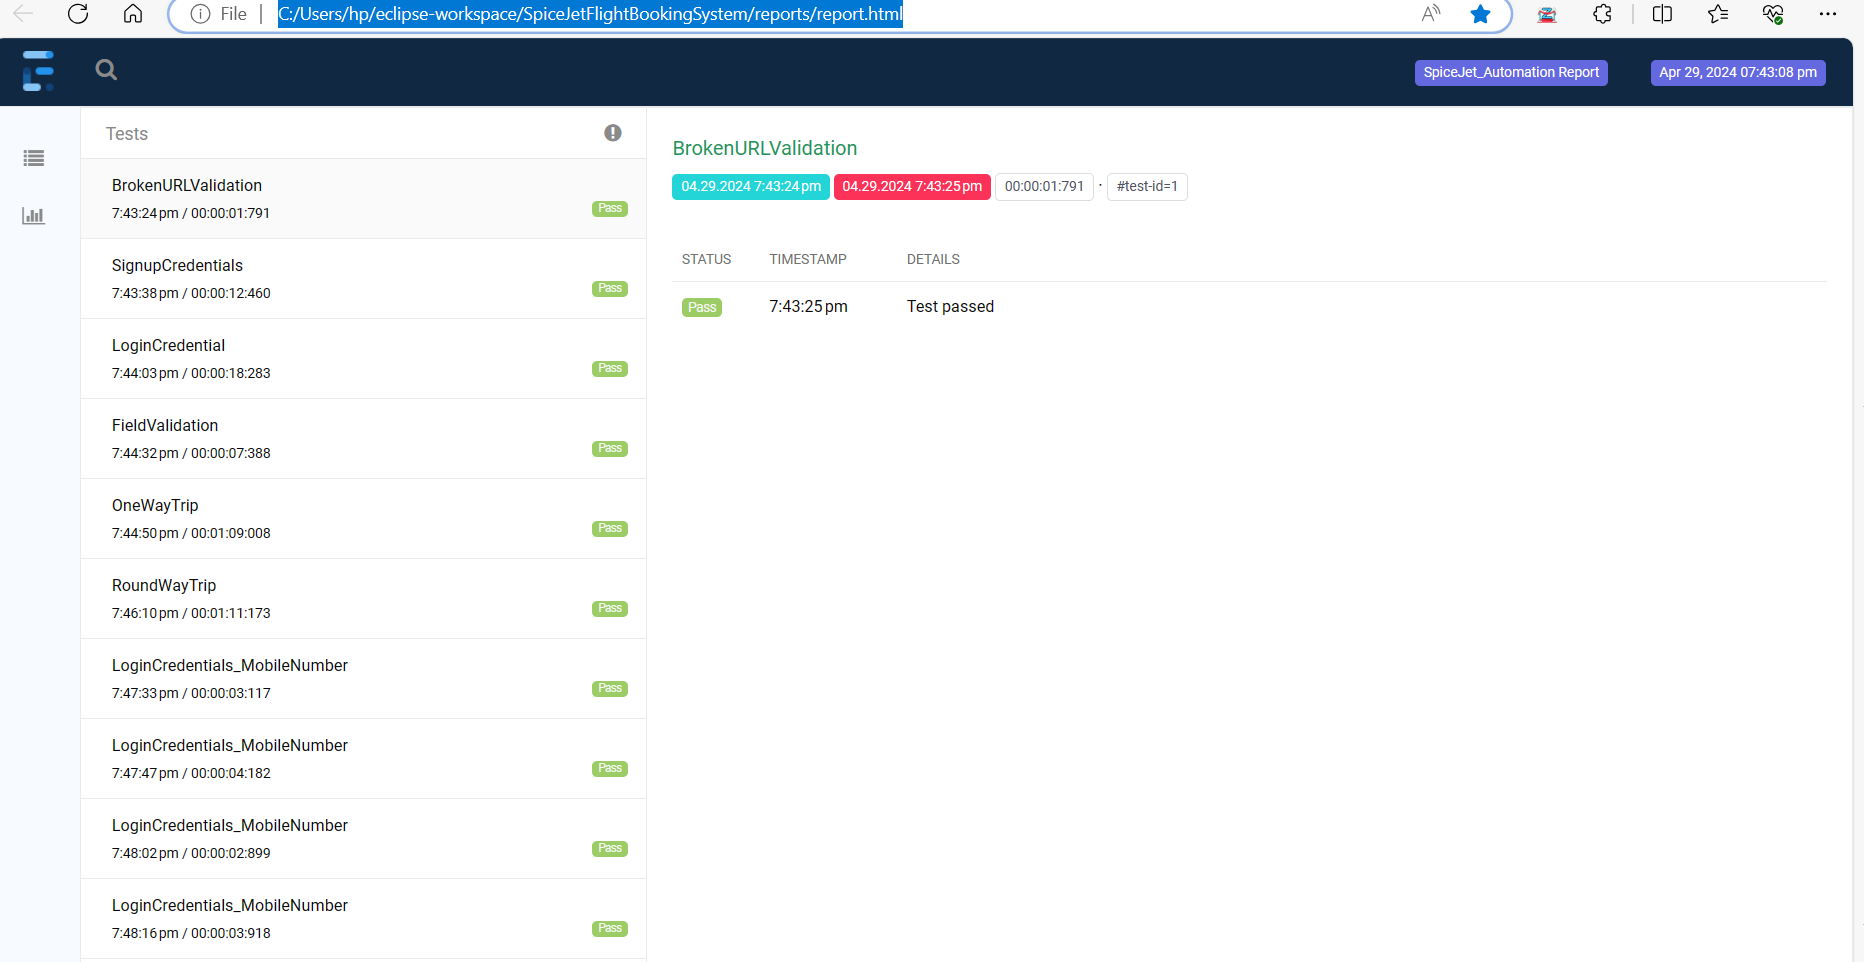 File
C:/Users/hp/eclipse-workspace/SpiceJetFlightBookingSystem/reports/report.html
SpiceJet_Automation Report
Apr 29, 2024 07:43:08 pm
Tests
BrokenURLValidation
7:43:24 pm / 00:00:01:791
Pass
SignupCredentials
7:43:38 pm / 00:00:12:460
Pass
LoginCredential
7:44:03 pm / 00:00:18:283
Pass
FieldValidation
7:44:32 pm / 00:00:07:388
Pass
OneWayTrip
7:44:50 pm / 00:01:09:008
Pass
RoundWayTrip
7:46:10 pm / 00:01:11:173
Pass
LoginCredentials_MobileNumber
7:47:33 pm / 00:00:03:117
Pass
LoginCredentials_MobileNumber
7:47:47 pm / 00:00:04:182
Pass
LoginCredentials_MobileNumber
7:48:02 pm / 00:00:02:899
Pass
LoginCredentials_MobileNumber
7:48:16 pm / 00:00:03:918
Pass
BrokenURLValidation
04.29.2024 7:43:24 pm 04.29.2024 7:43:25 pm 00:00:01:791 · #test-id=1
STATUS TIMESTAMP DETAILS
Pass 7:43:25 pm Test passed